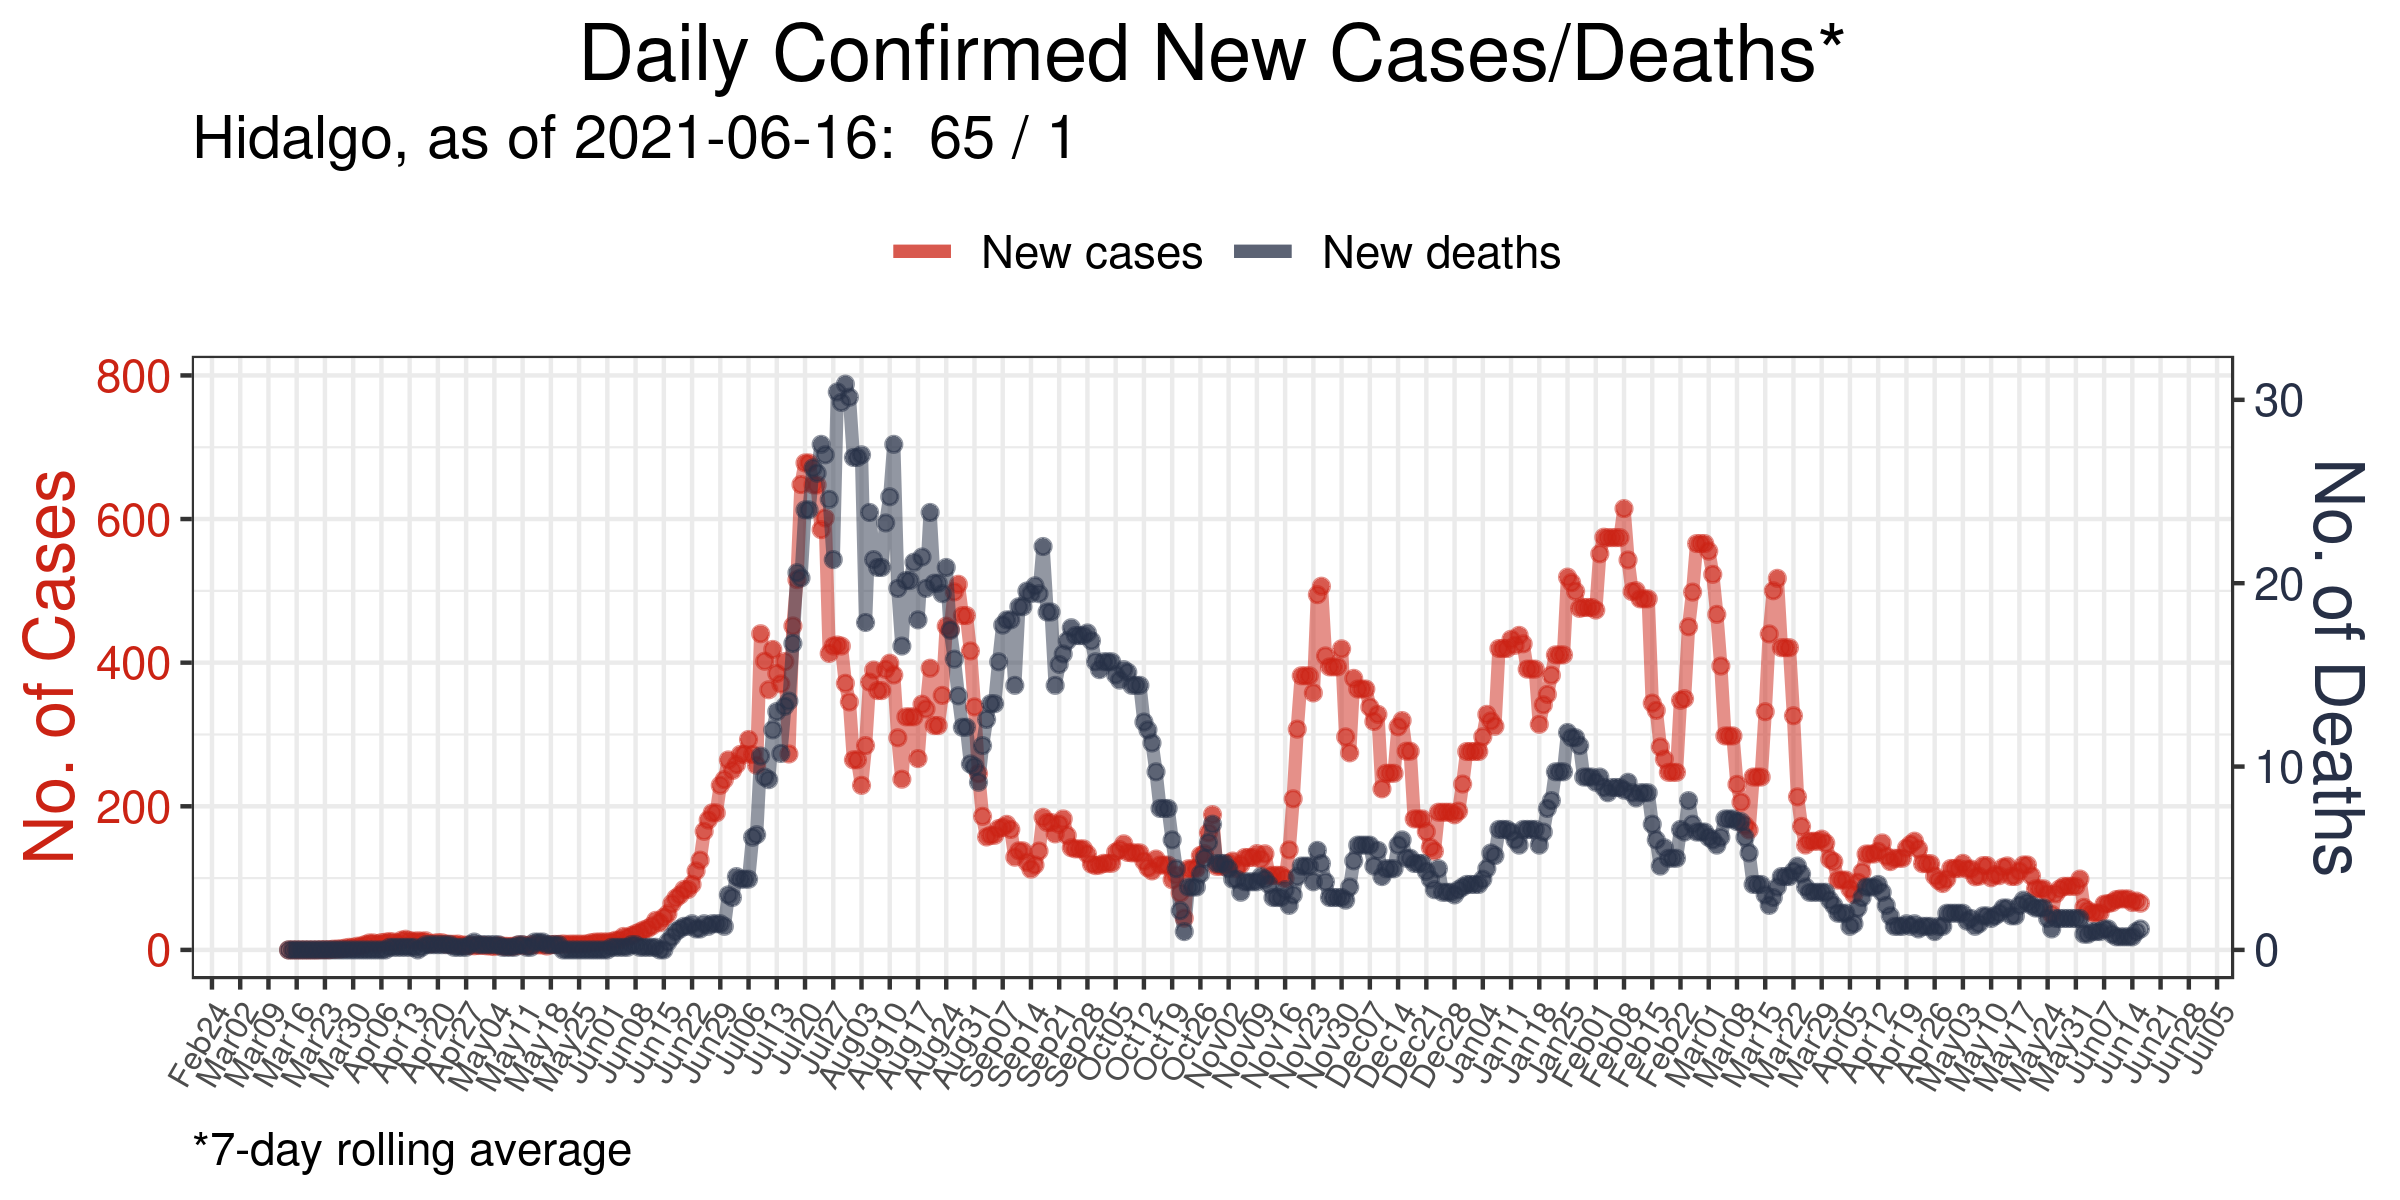 Daily Confirmed New Cases/Deaths*
Hidalgo, as of 2021-06-16:  65 / 1
New cases
New deaths
No. of Cases
800
600
400
200
0
30
20
10
0
No. of Deaths
Feb24
Mar02
Mar09
Mar16
Mar23
Mar30
Apr06
Apr13
Apr20
Apr27
May04
May11
May18
May25
Jun01
Jun08
Jun15
Jun22
Jun29
Jul06
Jul13
Jul20
Jul27
Aug03
Aug10
Aug17
Aug24
Aug31
Sep07
Sep14
Sep21
Sep28
Oct05
Oct12
Oct19
Oct26
Nov02
Nov09
Nov16
Nov23
Nov30
Dec07
Dec14
Dec21
Dec28
Jan04
Jan11
Jan18
Jan25
Feb01
Feb08
Feb15
Feb22
Mar01
Mar08
Mar15
Mar22
Mar29
Apr05
Apr12
Apr19
Apr26
May03
May10
May17
May24
May31
Jun07
Jun14
Jun21
Jun28
Jul05
*7-day rolling average